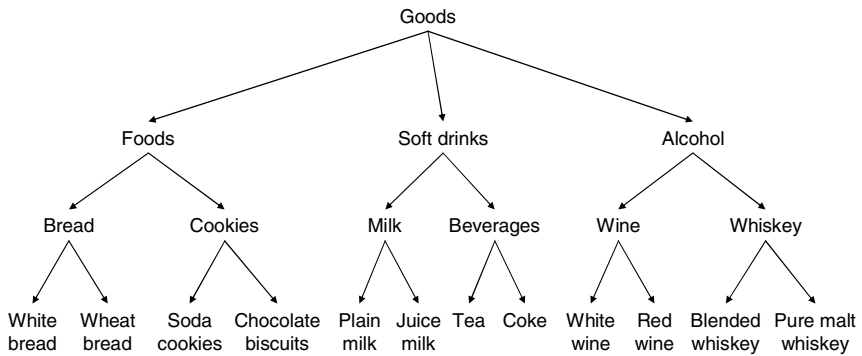 Goods
Foods Soft drinks Alcohol
Bread Cookies Milk Beverages Wine Whiskey
White Wheat Soda Chocolate Plain Juice Tea Coke White Red Blended Pure malt
bread bread cookies biscuits milk milk wine wine whiskey whiskey